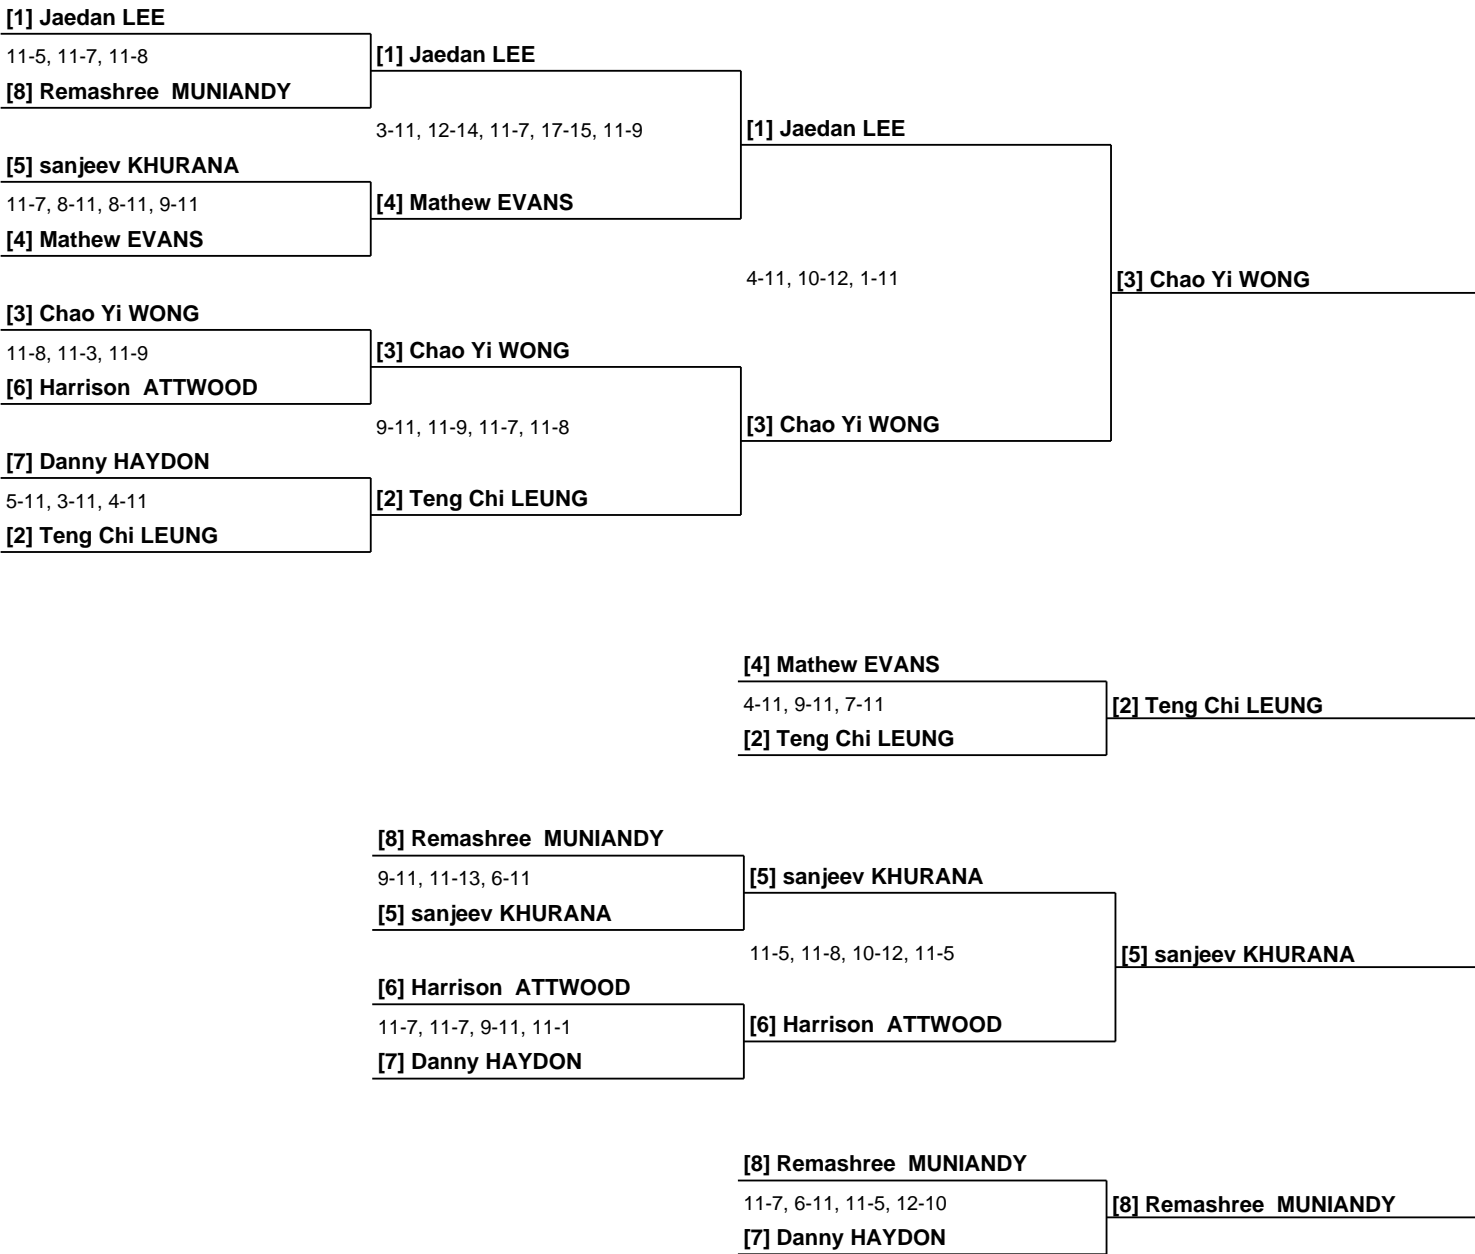 [1] Jaedan LEE
11-5, 11-7, 11-8
[1] Jaedan LEE
[8] Remashree  MUNIANDY
3-11, 12-14, 11-7, 17-15, 11-9
[1] Jaedan LEE
[5] sanjeev KHURANA
11-7, 8-11, 8-11, 9-11
[4] Mathew EVANS
[4] Mathew EVANS
4-11, 10-12, 1-11
[3] Chao Yi WONG
[3] Chao Yi WONG
11-8, 11-3, 11-9
[3] Chao Yi WONG
[6] Harrison  ATTWOOD
9-11, 11-9, 11-7, 11-8
[3] Chao Yi WONG
[7] Danny HAYDON
5-11, 3-11, 4-11
[2] Teng Chi LEUNG
[2] Teng Chi LEUNG
[4] Mathew EVANS
4-11, 9-11, 7-11
[2] Teng Chi LEUNG
[2] Teng Chi LEUNG
[8] Remashree  MUNIANDY
9-11, 11-13, 6-11
[5] sanjeev KHURANA
[5] sanjeev KHURANA
11-5, 11-8, 10-12, 11-5
[5] sanjeev KHURANA
[6] Harrison  ATTWOOD
11-7, 11-7, 9-11, 11-1
[6] Harrison  ATTWOOD
[7] Danny HAYDON
[8] Remashree  MUNIANDY
11-7, 6-11, 11-5, 12-10
[8] Remashree  MUNIANDY
[7] Danny HAYDON